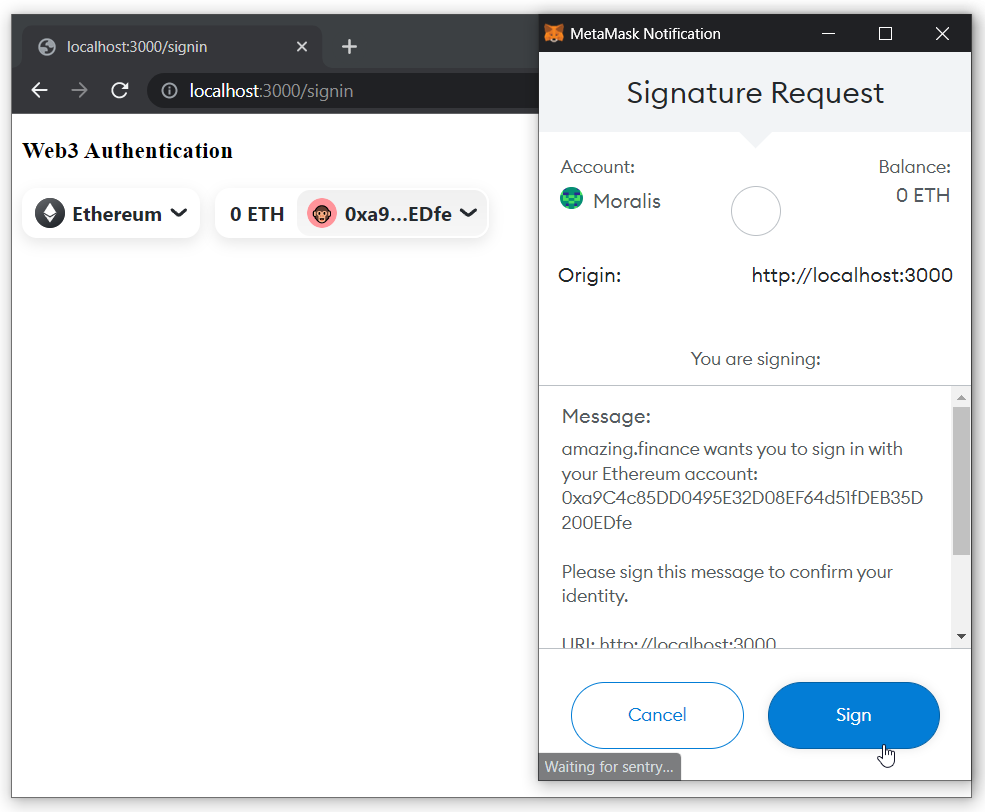 localhost:3000/signin
localhost:3000/signin
Web3 Authentication
Ethereum
0 ETH
0xa9...EDfe
MetaMask Notification
Signature Request
Account:
Balance:
Moralis
0 ETH
Origin:
http://localhost:3000
You are signing:
Message:
amazing.finance wants you to sign in with
your Ethereum account:
0xa9C4c85DD0495E32D08EF64d51fDEB35D
200EDfe
Please sign this message to confirm your
identity.
URI: http://localhost:3000
Cancel
Sign
Waiting for sentry...